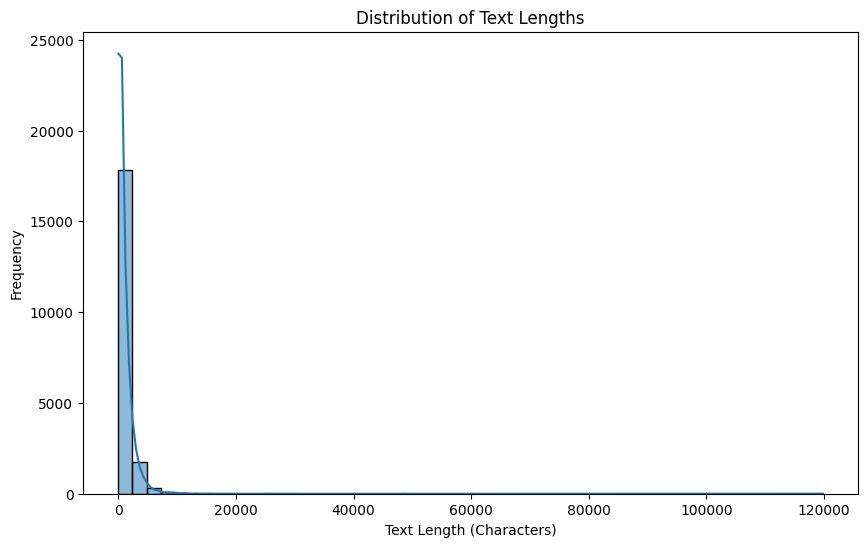 Distribution of Text Lengths
25000
20000
15000
10000
5000
0
Frequency
0 20000 40000 60000 80000 100000 120000
Text Length (Characters)